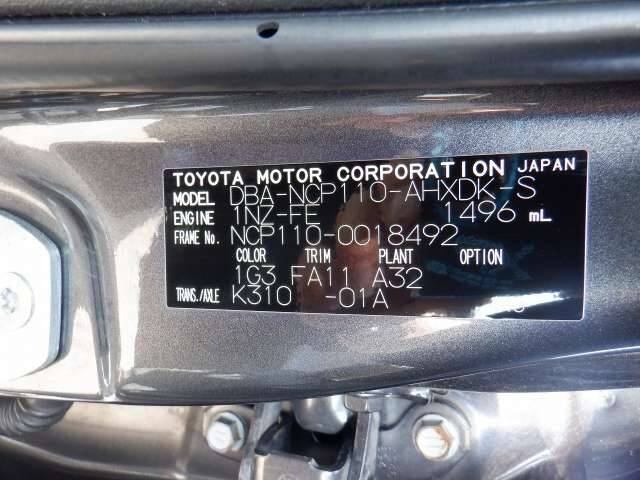 TOYOTA MOTOR CORPORATION JAPAN
MODEL DBA-NCP110-AHXDK-S
ENGINE 1NZ-FE 1496 mL
FRAME No. NCP110-0018492
COLOR TRIM PLANT OPTION
1G3 FA11 A32
TRANS./AXLE K310 -01A